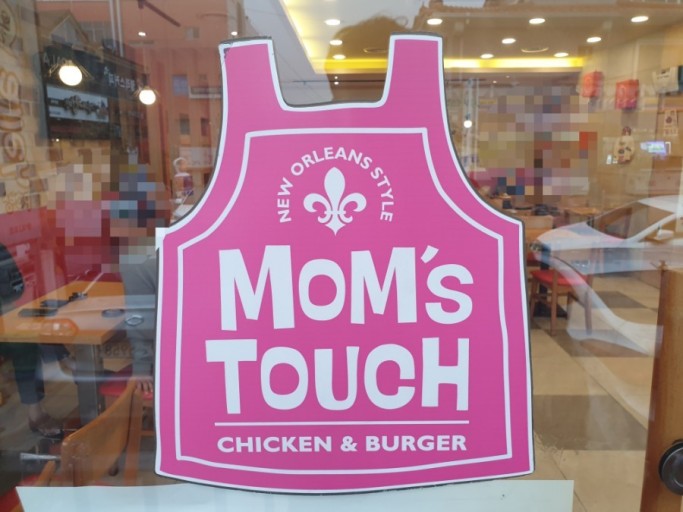 NEW ORLEANS STYLE
MOM'S
TOUCH
CHICKEN & BURGER